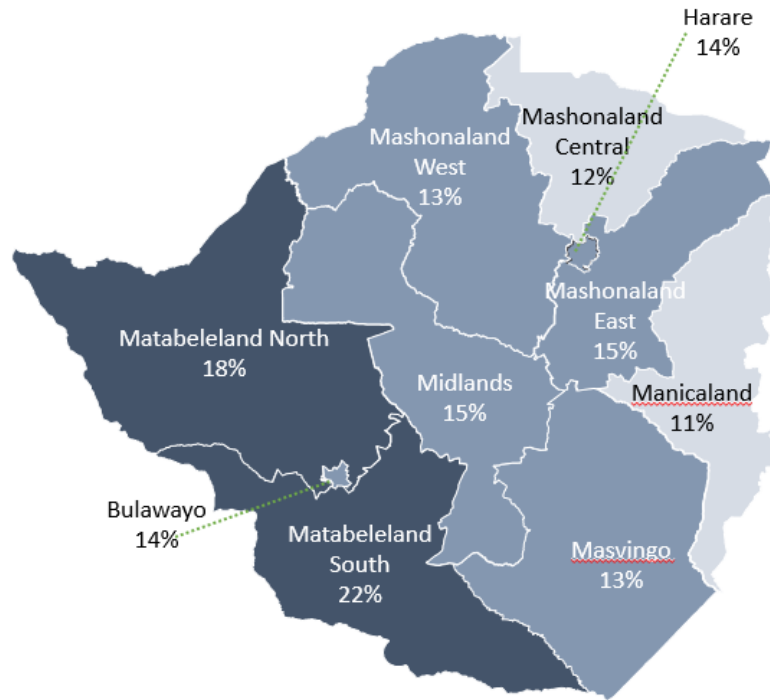 Harare
14%
Mashonaland
Central
12%
Mashonaland
West
13%
Mashonaland
East
15%
Matabeleland North
18%
Midlands
15%
Manicaland
11%
Bulawayo
14%
Matabeleland
South
22%
Masvingo
13%